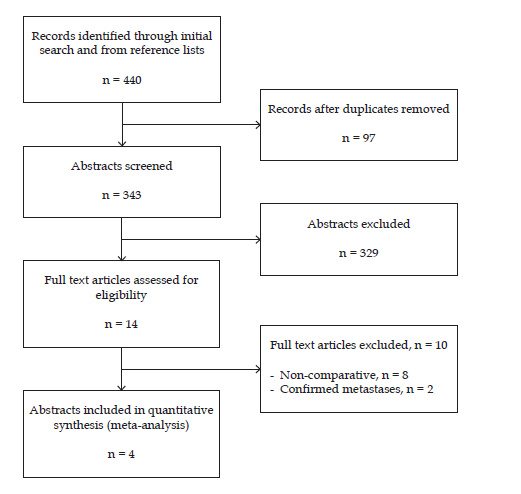 Records identified through initial
search and from reference lists
n = 440
Records after duplicates removed
n = 97
Abstracts screened
n = 343
Abstracts excluded
n = 329
Full text articles assessed for
eligibility
n = 14
Full text articles excluded, n = 10
- Non-comparative, n = 8
- Confirmed metastases, n = 2
Abstracts included in quantitative
synthesis (meta-analysis)
n = 4